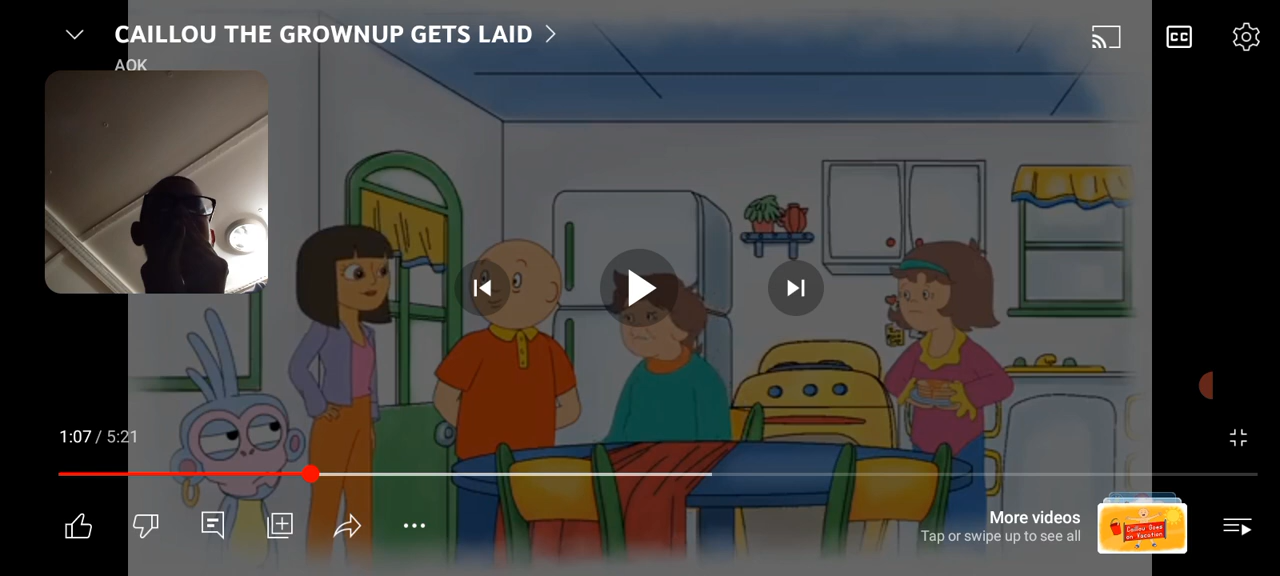 CAILLOU THE GROWNUP GETS LAID
AOK
CC
1:07 / 5:21
More videos
Tap or swipe up to see all
Caillou Goes
on Vacation